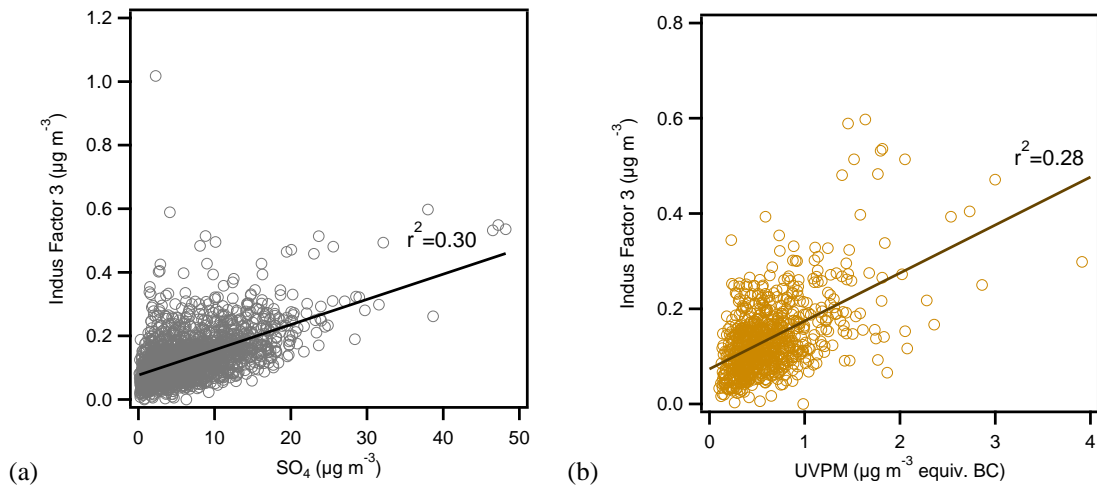 1.2
1.0
0.8
0.6
0.4
0.2
0.0
Indus Factor 3 (µg m⁻³)
r²=0.30
0 10 20 30 40 50
SO₄ (µg m⁻³)
(a)
0.8
0.6
0.4
0.2
0.0
Indus Factor 3 (µg m⁻³)
r²=0.28
0 1 2 3 4
UVPM (µg m⁻³ equiv. BC)
(b)